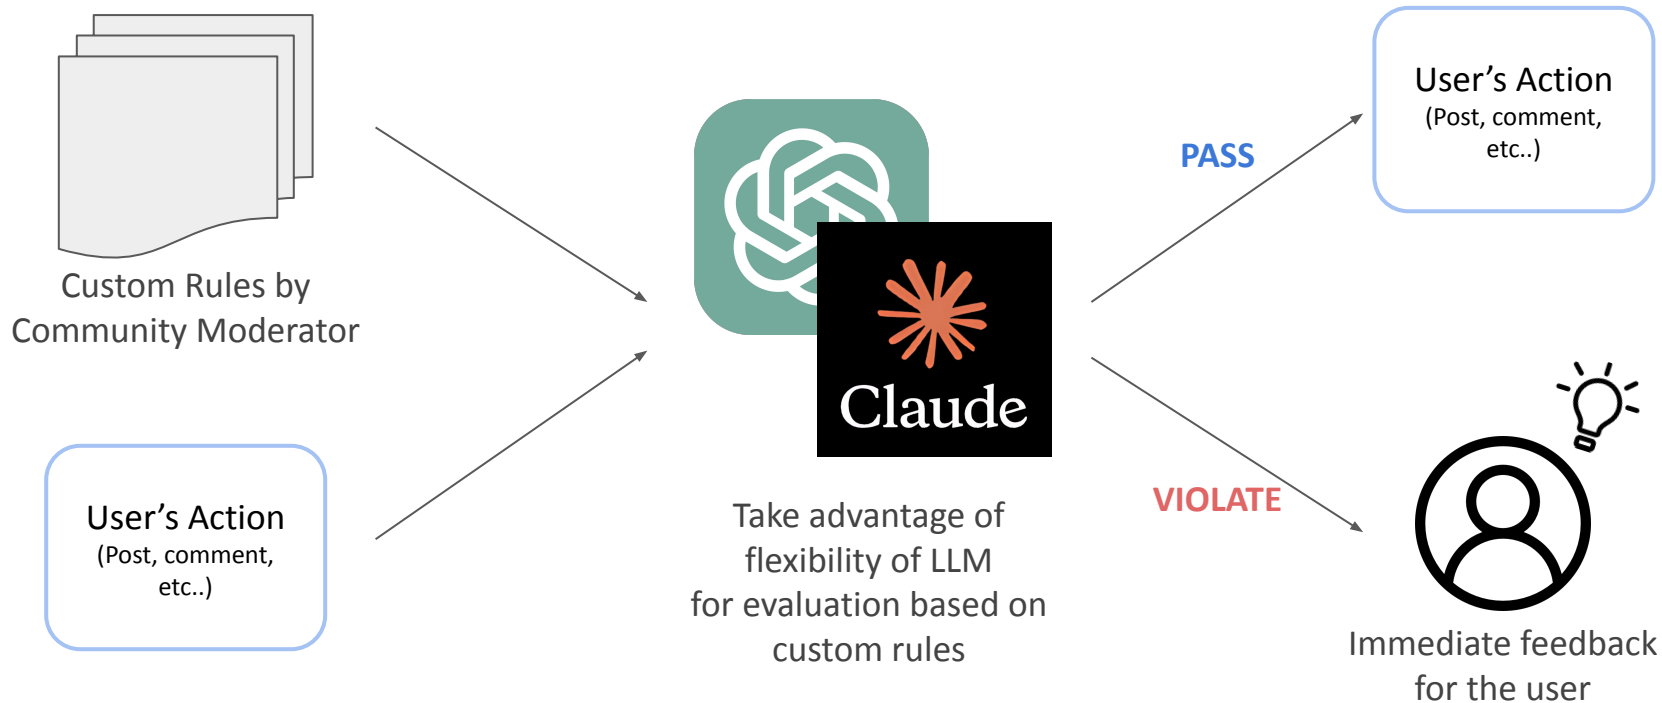 Custom Rules by
Community Moderator
User's Action
(Post, comment,
etc..)
Claude
Take advantage of
flexibility of LLM
for evaluation based on
custom rules
PASS
VIOLATE
User’s Action
(Post, comment,
etc..)
Immediate feedback
for the user